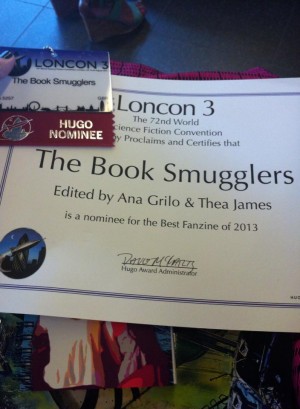 LONCON 3
The Book Smugglers
HUGO
NOMINEE
Loncon 3
The 72nd World
Science Fiction Convention
y Proclaims and Certifies that
The Book Smugglers
Edited by Ana Grilo & Thea James
is a nominee for the Best Fanzine of 2013
Hugo Award Administrator